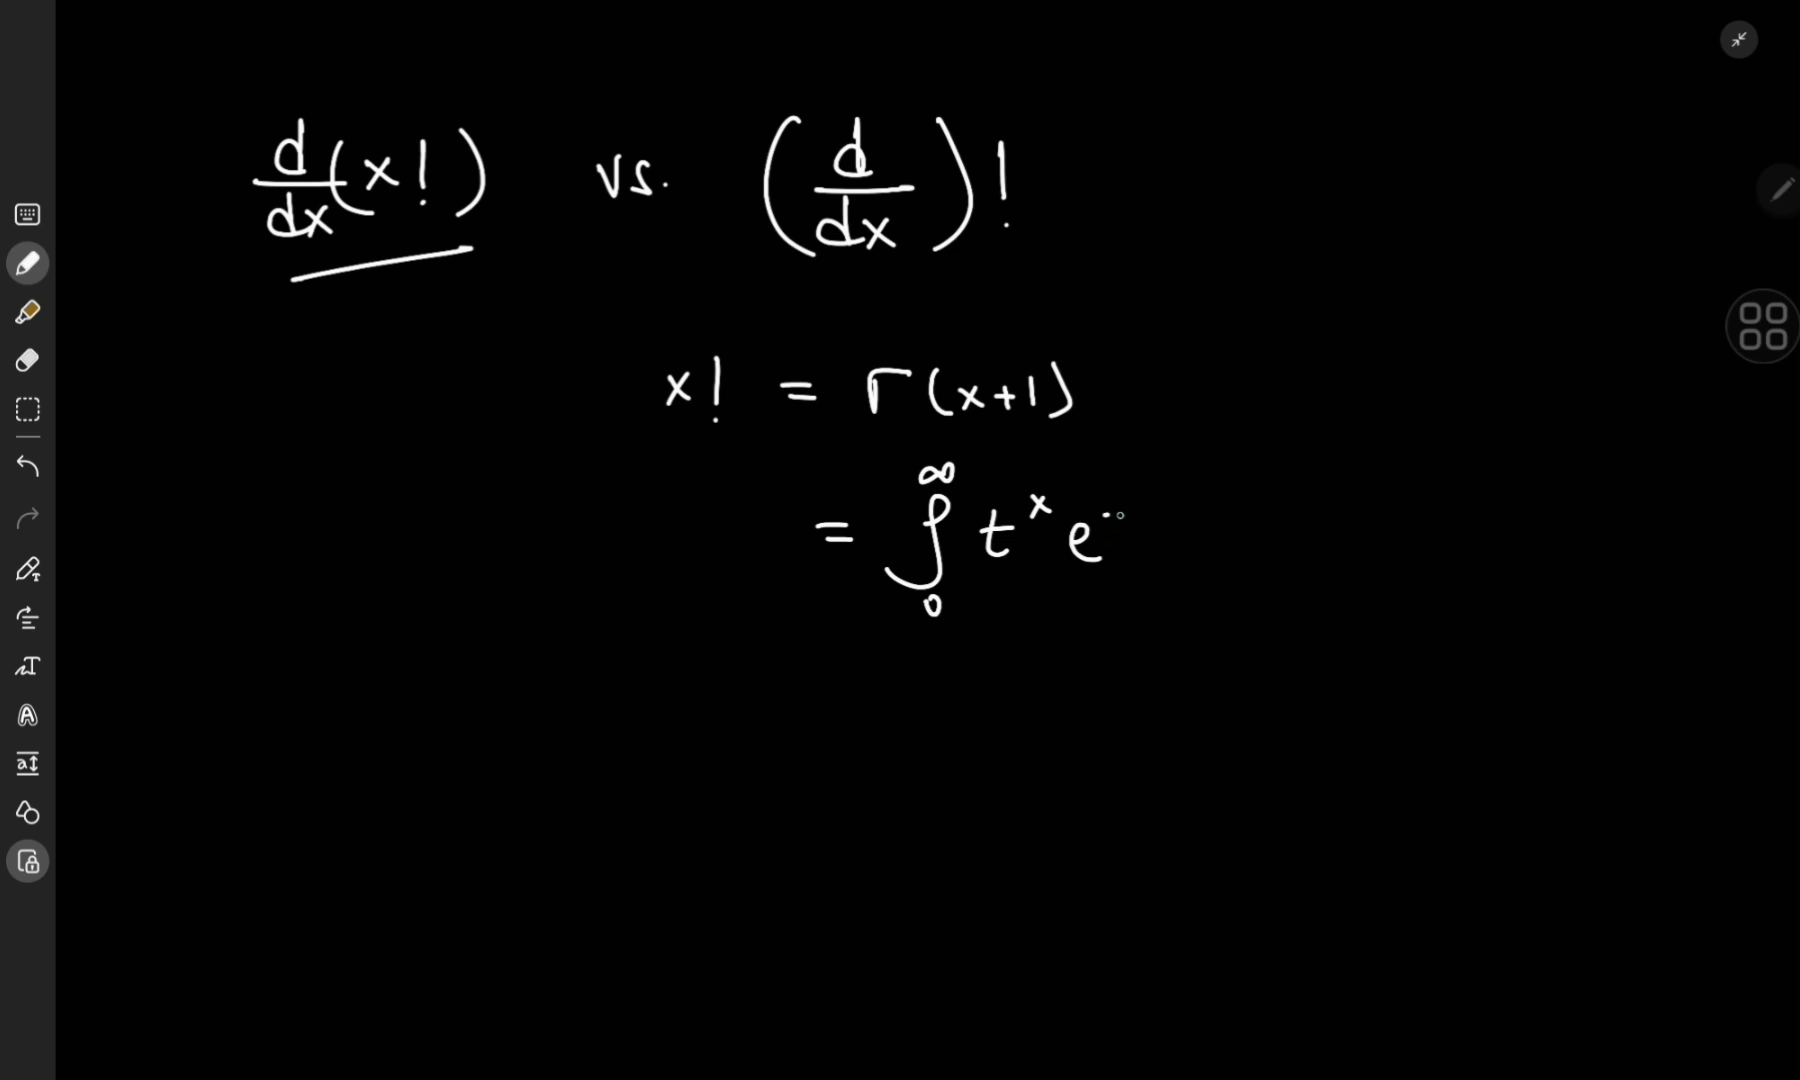 d/dx (x!) vs. (d/dx)!
x! = Γ(x+1)
= ∫₀^∞ t^x e^-